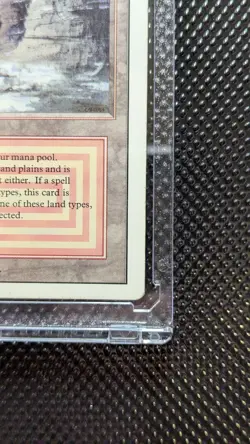 ur mana pool.
and plains and is
t either. If a spell
ypes, this card is
ne of these land types,
ected.